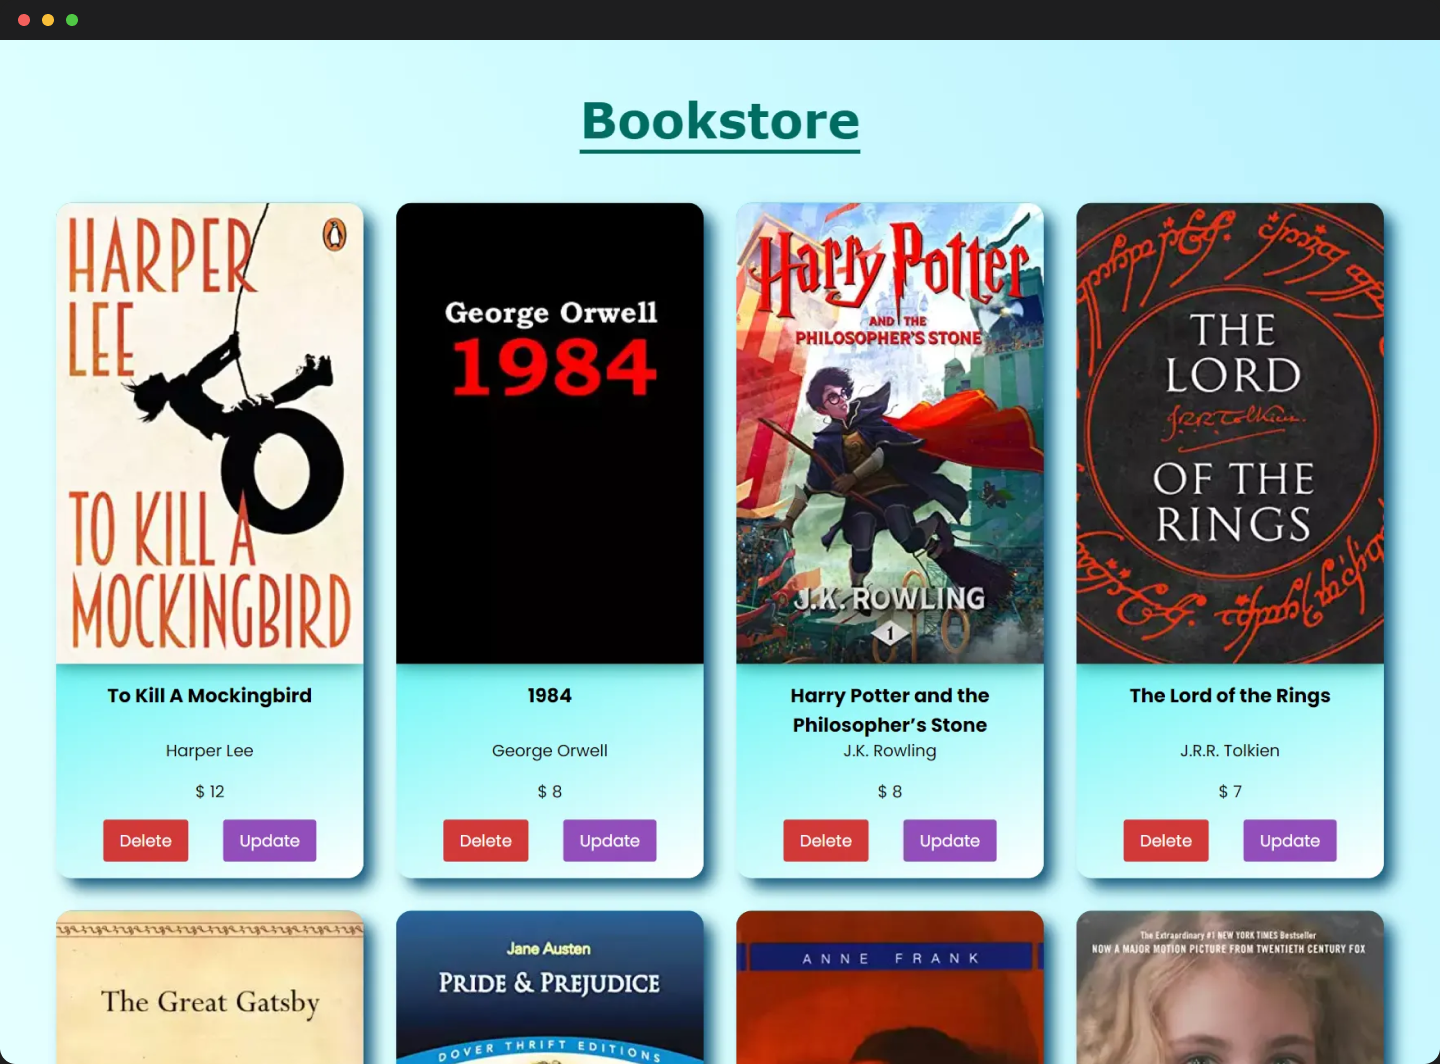 Bookstore
HARPER
LEE
TO KILL A
MOCKINGBIRD
George Orwell
1984
Harry Potter
AND THE
PHILOSOPHER'S STONE
J.K. ROWLING
1
THE
LORD
J.R.R. Tolkien
OF THE
RINGS
To Kill A Mockingbird
Harper Lee
$ 12
Delete
Update
1984
George Orwell
$ 8
Delete
Update
Harry Potter and the
Philosopher’s Stone
J.K. Rowling
$ 8
Delete
Update
The Lord of the Rings
J.R.R. Tolkien
$ 7
Delete
Update
The Great Gatsby
Jane Austen
PRIDE & PREJUDICE
DOVER THRIFT EDITIONS
ANNE FRANK
The Extraordinary #1 NEW YORK TIMES Bestseller
NOW A MAJOR MOTION PICTURE FROM TWENTIETH CENTURY FOX